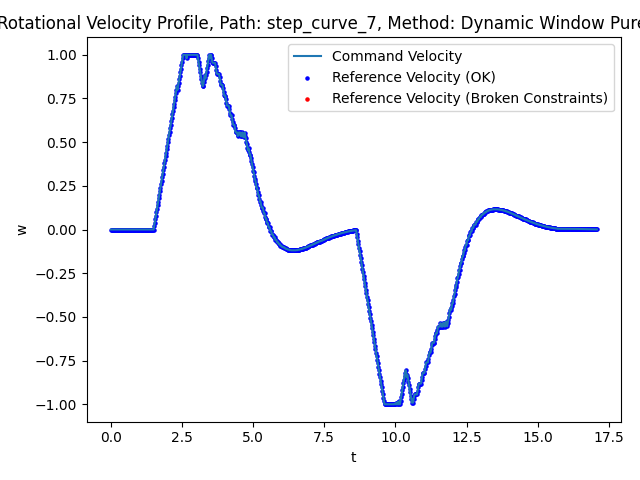 Rotational Velocity Profile, Path: step_curve_7, Method: Dynamic Window Pure
Command Velocity
Reference Velocity (OK)
Reference Velocity (Broken Constraints)
1.00
0.75
0.50
0.25
0.00
−0.25
−0.50
−0.75
−1.00
w
0.0 2.5 5.0 7.5 10.0 12.5 15.0 17.5
t